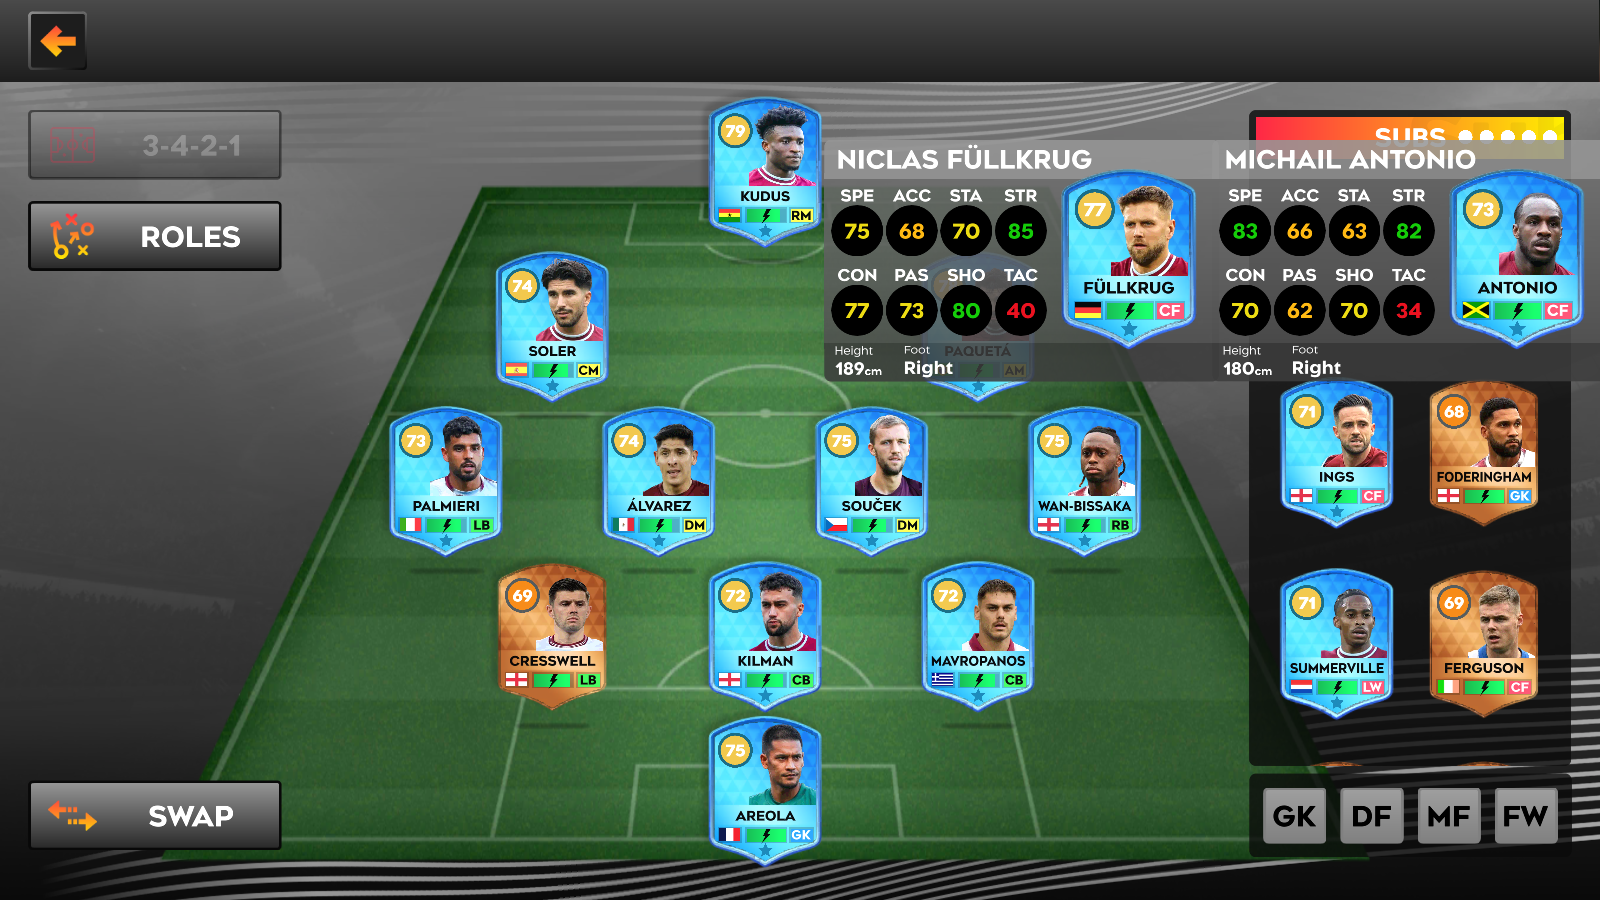 3-4-2-1
ROLES
SWAP
SUBS
79
KUDUS
RM
NICLAS FÜLLKRUG
SPE ACC STA STR
75 68 70 85
CON PAS SHO TAC
77 73 80 40
Height Foot
189cm Right
77
FÜLLKRUG
CF
MICHAIL ANTONIO
SPE ACC STA STR
83 66 63 82
CON PAS SHO TAC
70 62 70 34
Height Foot
180cm Right
73
ANTONIO
CF
74
SOLER
CM
PAQUETÁ
AM
73
PALMIERI
LB
74
ÁLVAREZ
DM
75
SOUČEK
DM
75
WAN-BISSAKA
RB
71
INGS
CF
68
FODERINGHAM
GK
69
CRESSWELL
LB
72
KILMAN
CB
72
MAVROPANOS
CB
71
SUMMERVILLE
LW
69
FERGUSON
CF
75
AREOLA
GK
GK DF MF FW